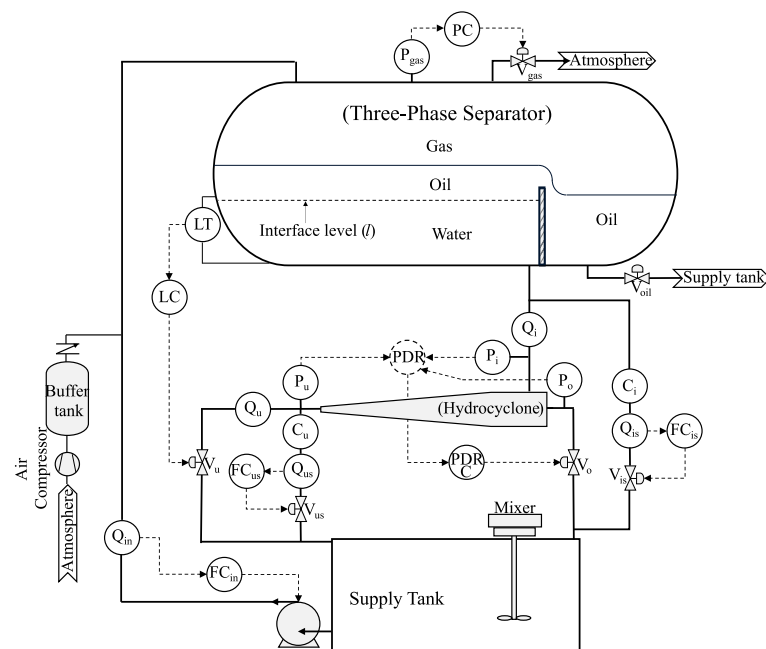 PC
P_gas
V_gas
Atmosphere
(Three-Phase Separator)
Gas
Oil
Interface level (l)
Water
Oil
LT
LC
V_oil
Supply tank
Q_i
P_i
PDR
P_u
P_o
C_i
Buffer
tank
Q_u
(Hydrocyclone)
C_u
Q_is
FC_is
Air
Compressor
V_u
FC_us
Q_us
PDR
C
V_o
V_is
V_us
Mixer
Atmosphere
Q_in
FC_in
Supply Tank